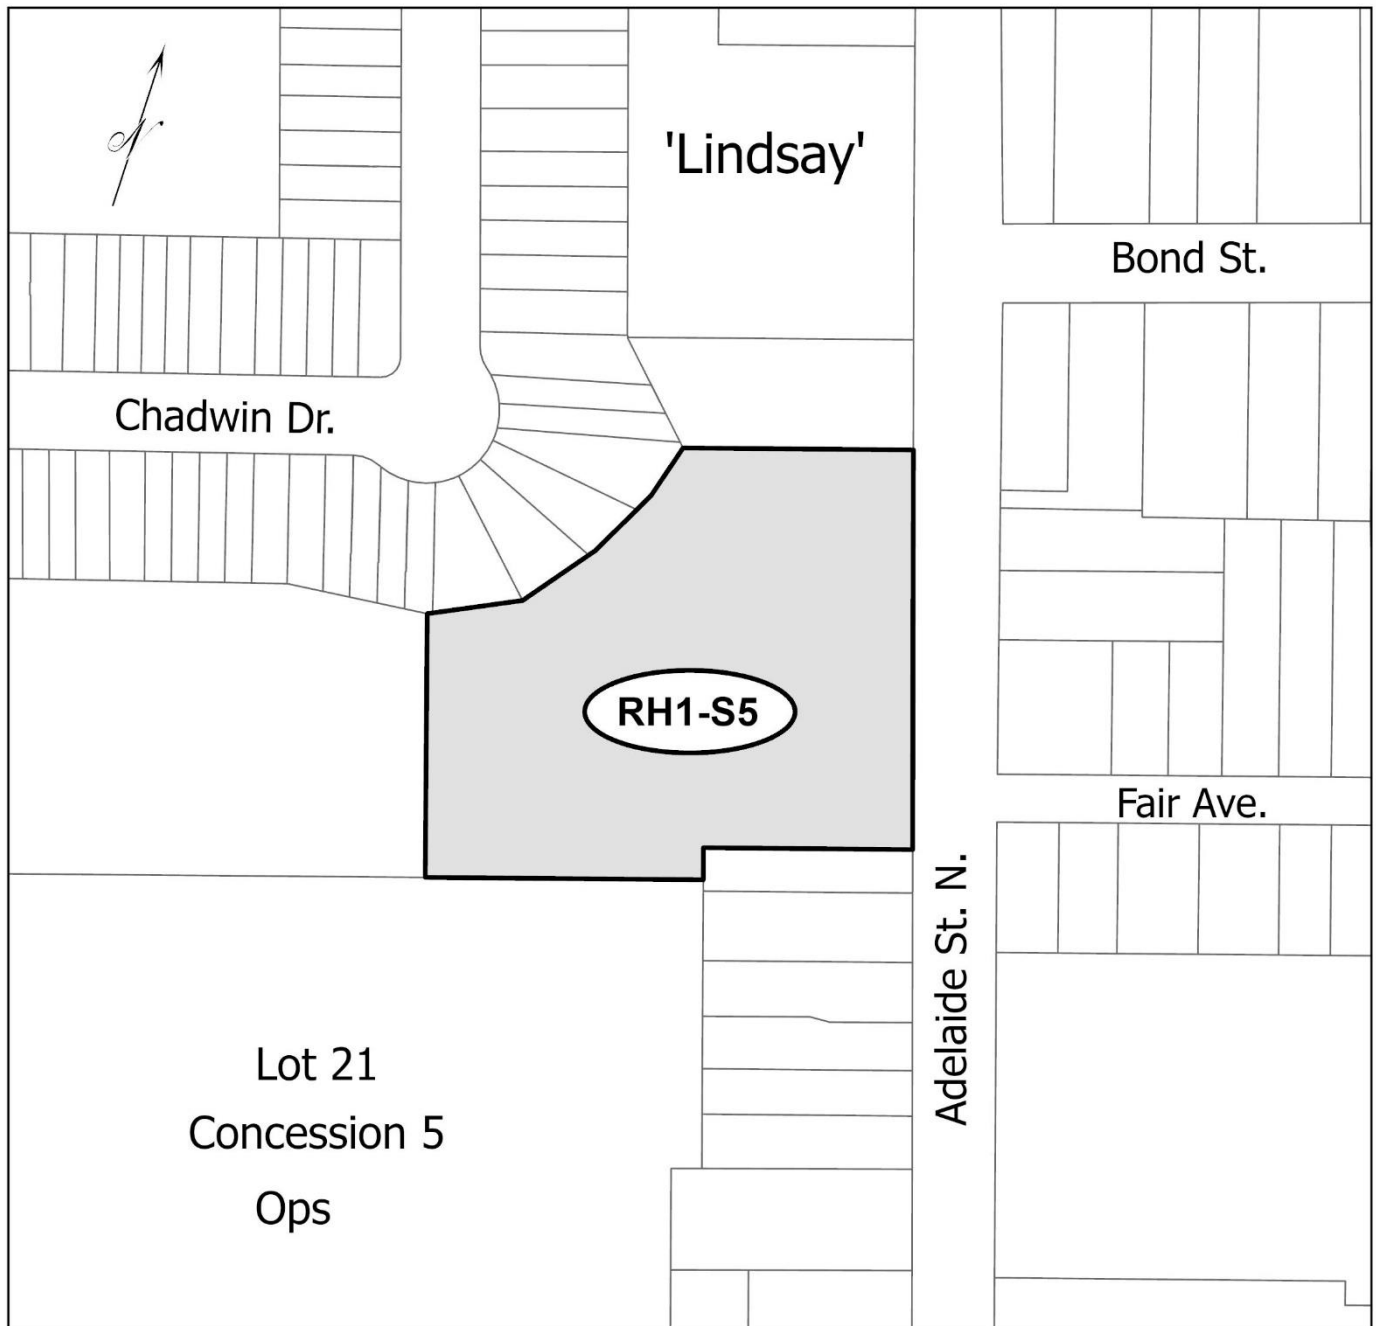 N
'Lindsay'
Bond St.
Chadwin Dr.
RH1-S5
Fair Ave.
Adelaide St. N.
Lot 21
Concession 5
Ops